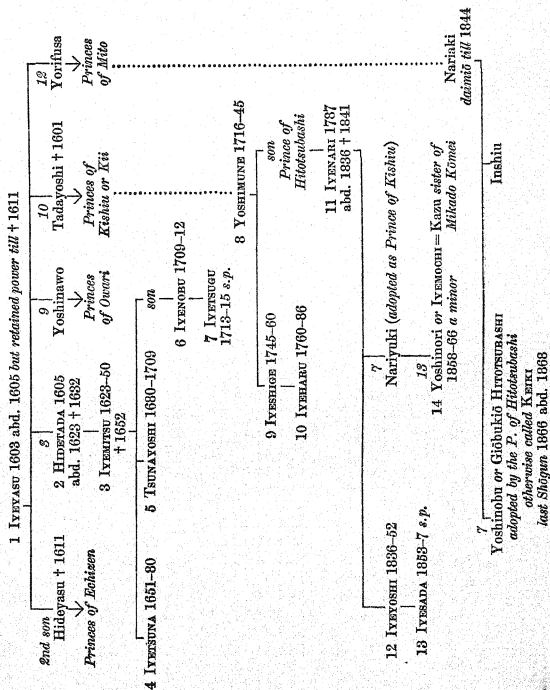 1 IYEYASU 1603 abd. 1605 but retained power till † 1611
2nd son
Hideyasu † 1611
Princes of Echizen
3
2 HIDETADA 1605
abd. 1623 † 1632
3 IYEMITSU 1623–50
† 1652
9
Yoshinawo
Princes
of Owari
10
Tadayoshi † 1601
Princes of
Kishiu or Kii
12
Yorifusa
Princes
of Mito
4 IYETSUNA 1651–80
5 TSUNAYOSHI 1680–1709
son
6 IYENOBU 1709–12
7 IYETSUGU
1713–15 s.p.
8 YOSHIMUNE 1716–45
9 IYESHIGE 1745–60
10 IYEHARU 1760–86
son
Prince of
Hitotsubashi
11 IYENARI 1787
abd. 1836 † 1841
12 IYEYOSHI 1836–52
13 IYESADA 1853–7 s.p.
7
Nariyuki (adopted as Prince of Kishiu)
13
14 Yoshinori or IYEMOCHI = Kazu sister of
1858–66 a minor
Mikado Kōmei
Nariaki
daimiō till 1844
7
Yoshinobu or Giōbukiō HITOTSUBASHI
adopted by the P. of Hitotsubashi
otherwise called KEIKI
last Shōgun 1866 abd. 1868
Inshiu